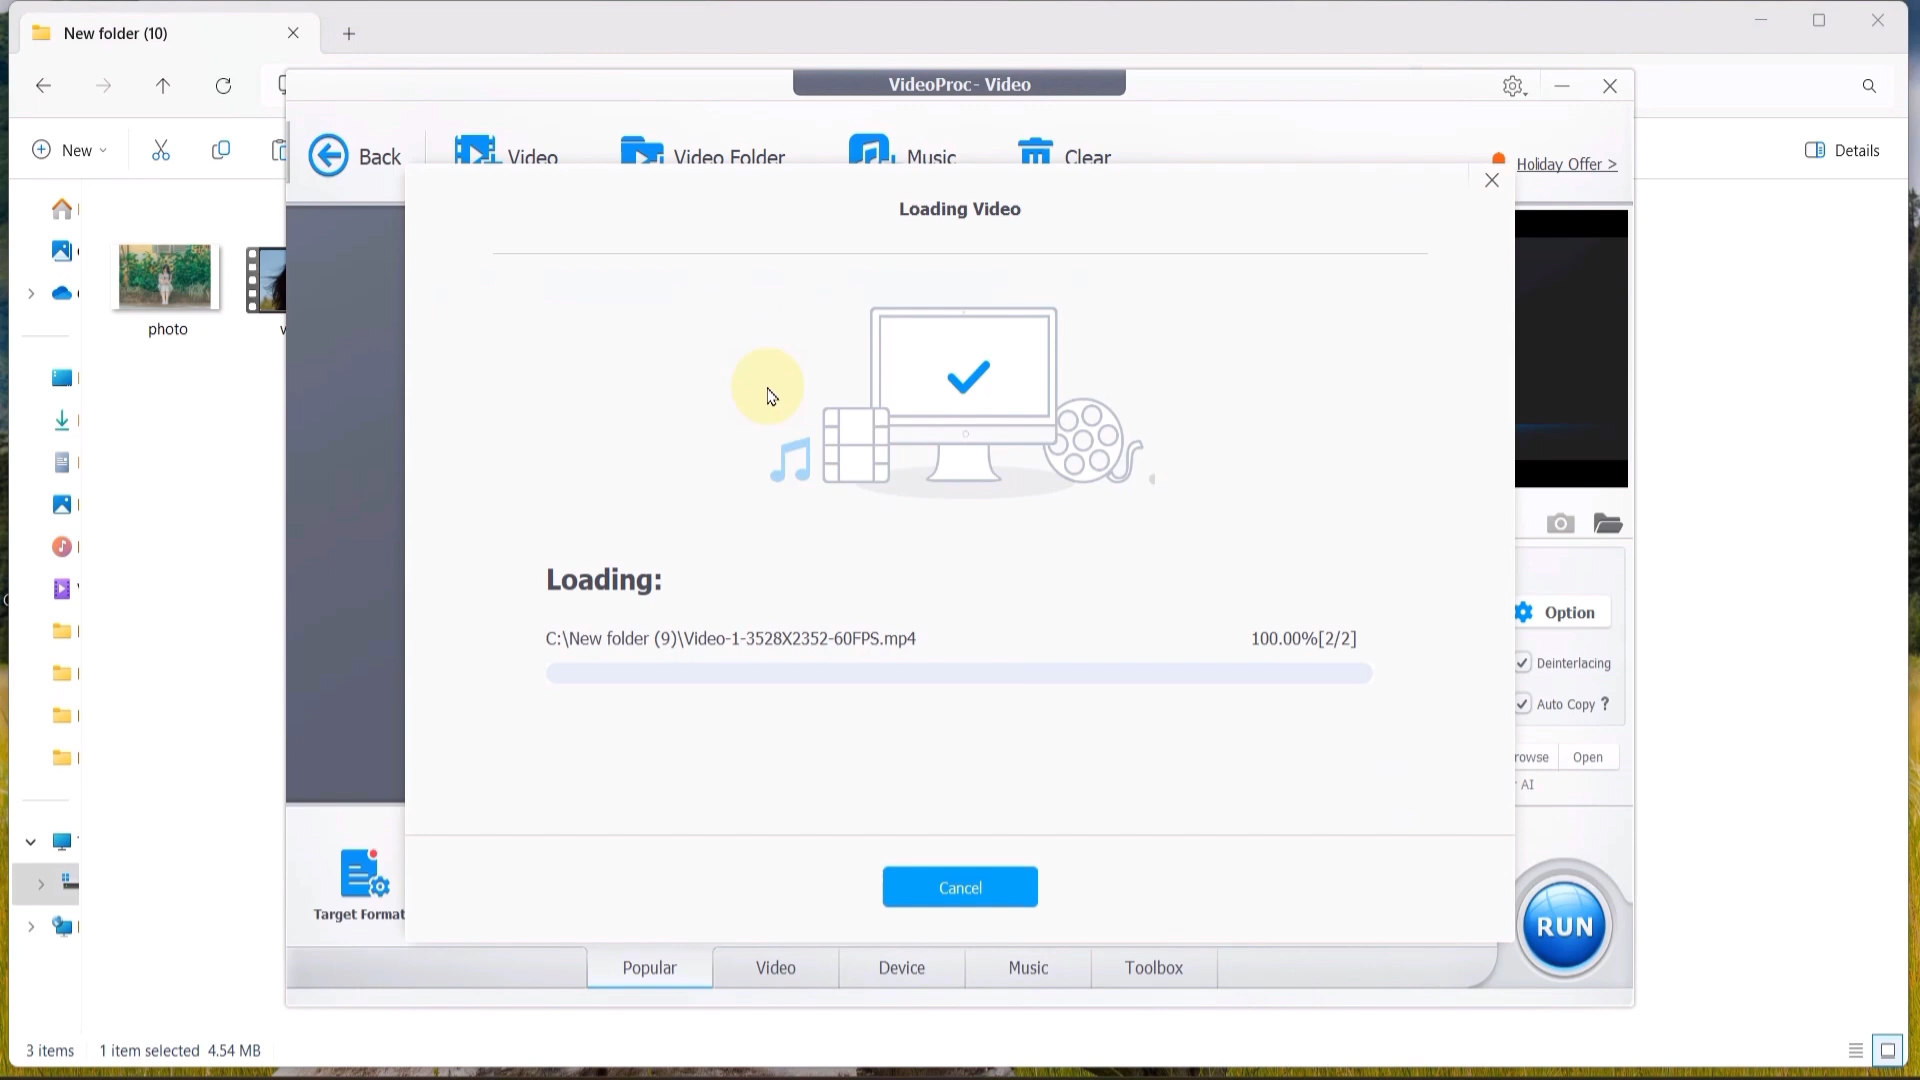 New folder (10)
VideoProc - Video
New
Details
Back
Video
Video Folder
Music
Clear
Holiday Offer >
Loading Video
photo
Loading:
C:\New folder (9)\Video-1-3528X2352-60FPS.mp4
100.00%[2/2]
Option
Deinterlacing
Auto Copy ?
rowse
Open
AI
Cancel
Target Format
RUN
Popular
Video
Device
Music
Toolbox
3 items
1 item selected 4.54 MB